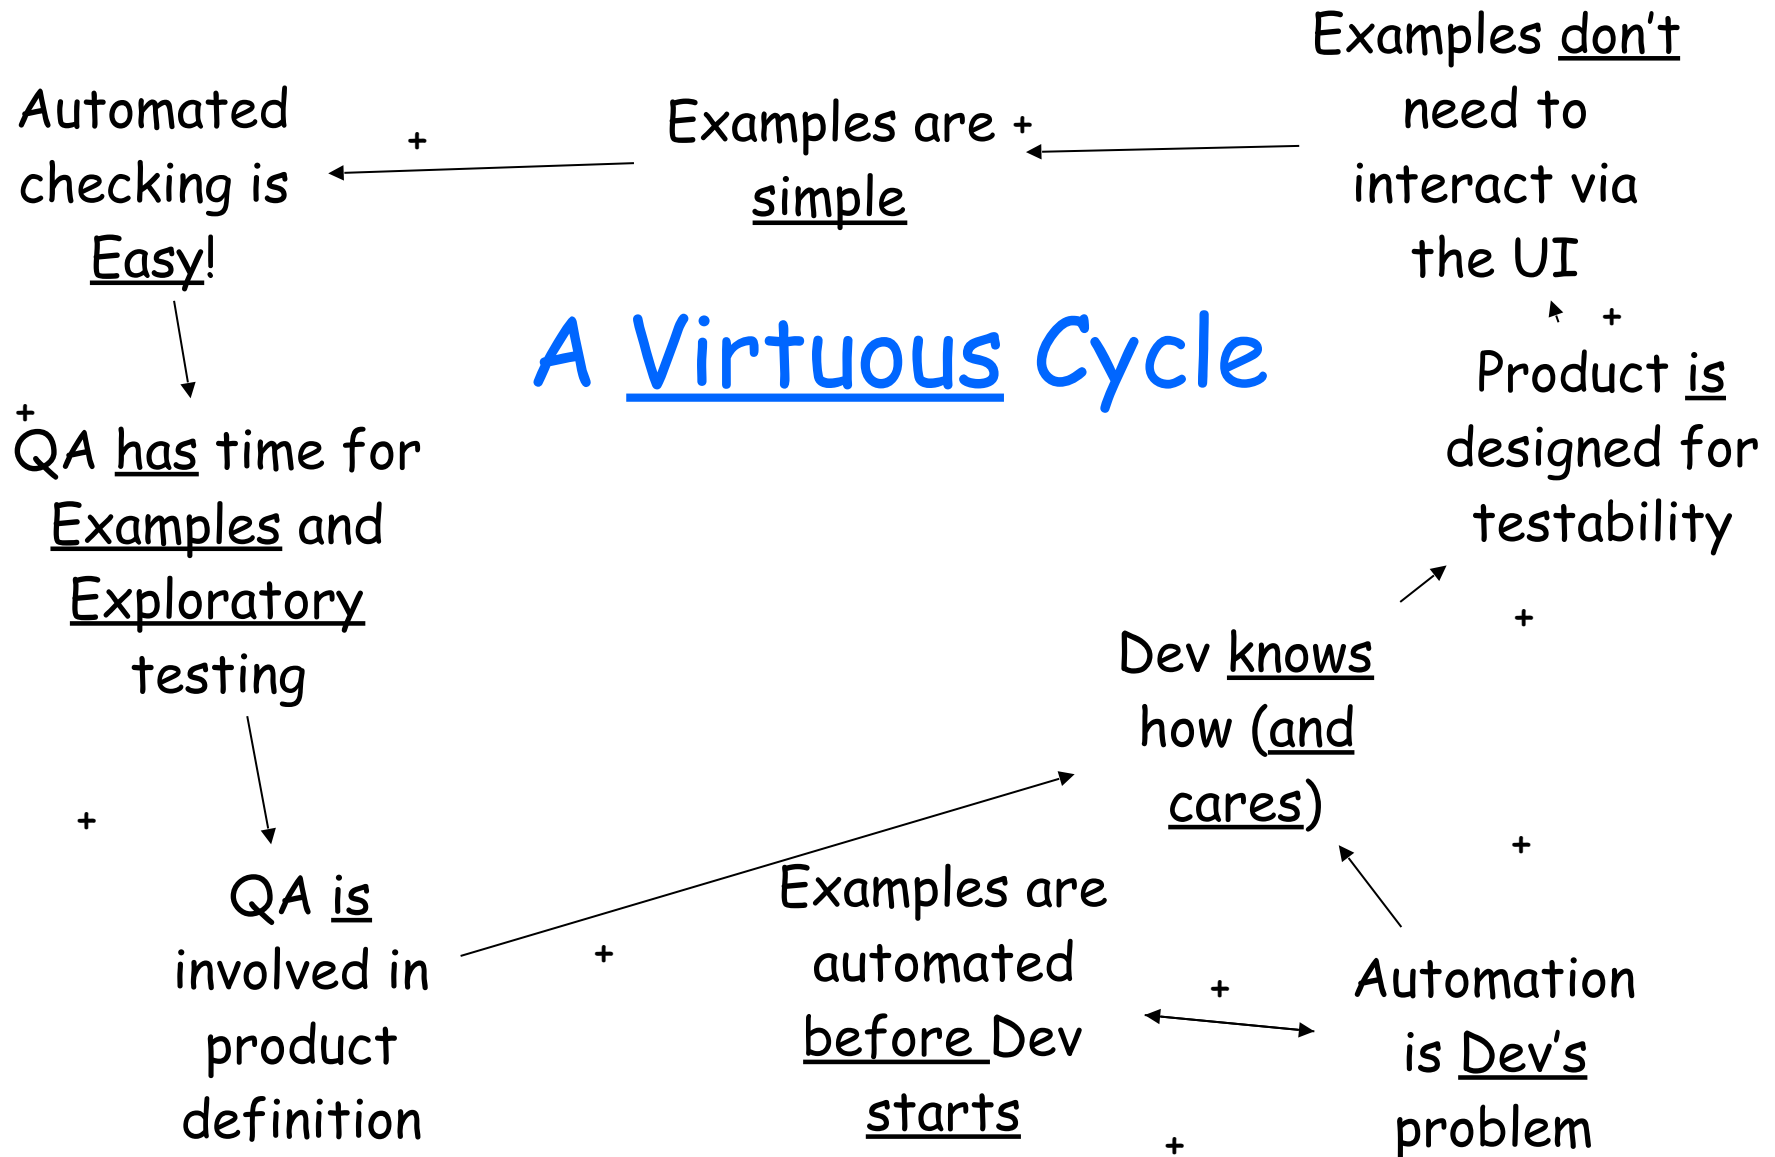 Examples don't
need to
interact via
the UI
Automated
checking is
Easy!
+
Examples are
simple
+
A Virtuous Cycle
+
Product is
designed for
testability
+
QA has time for
Examples and
Exploratory
testing
+
Dev knows
how (and
cares)
+
+
QA is
involved in
product
definition
+
Examples are
automated
before Dev
starts
+
Automation
is Dev's
problem
+